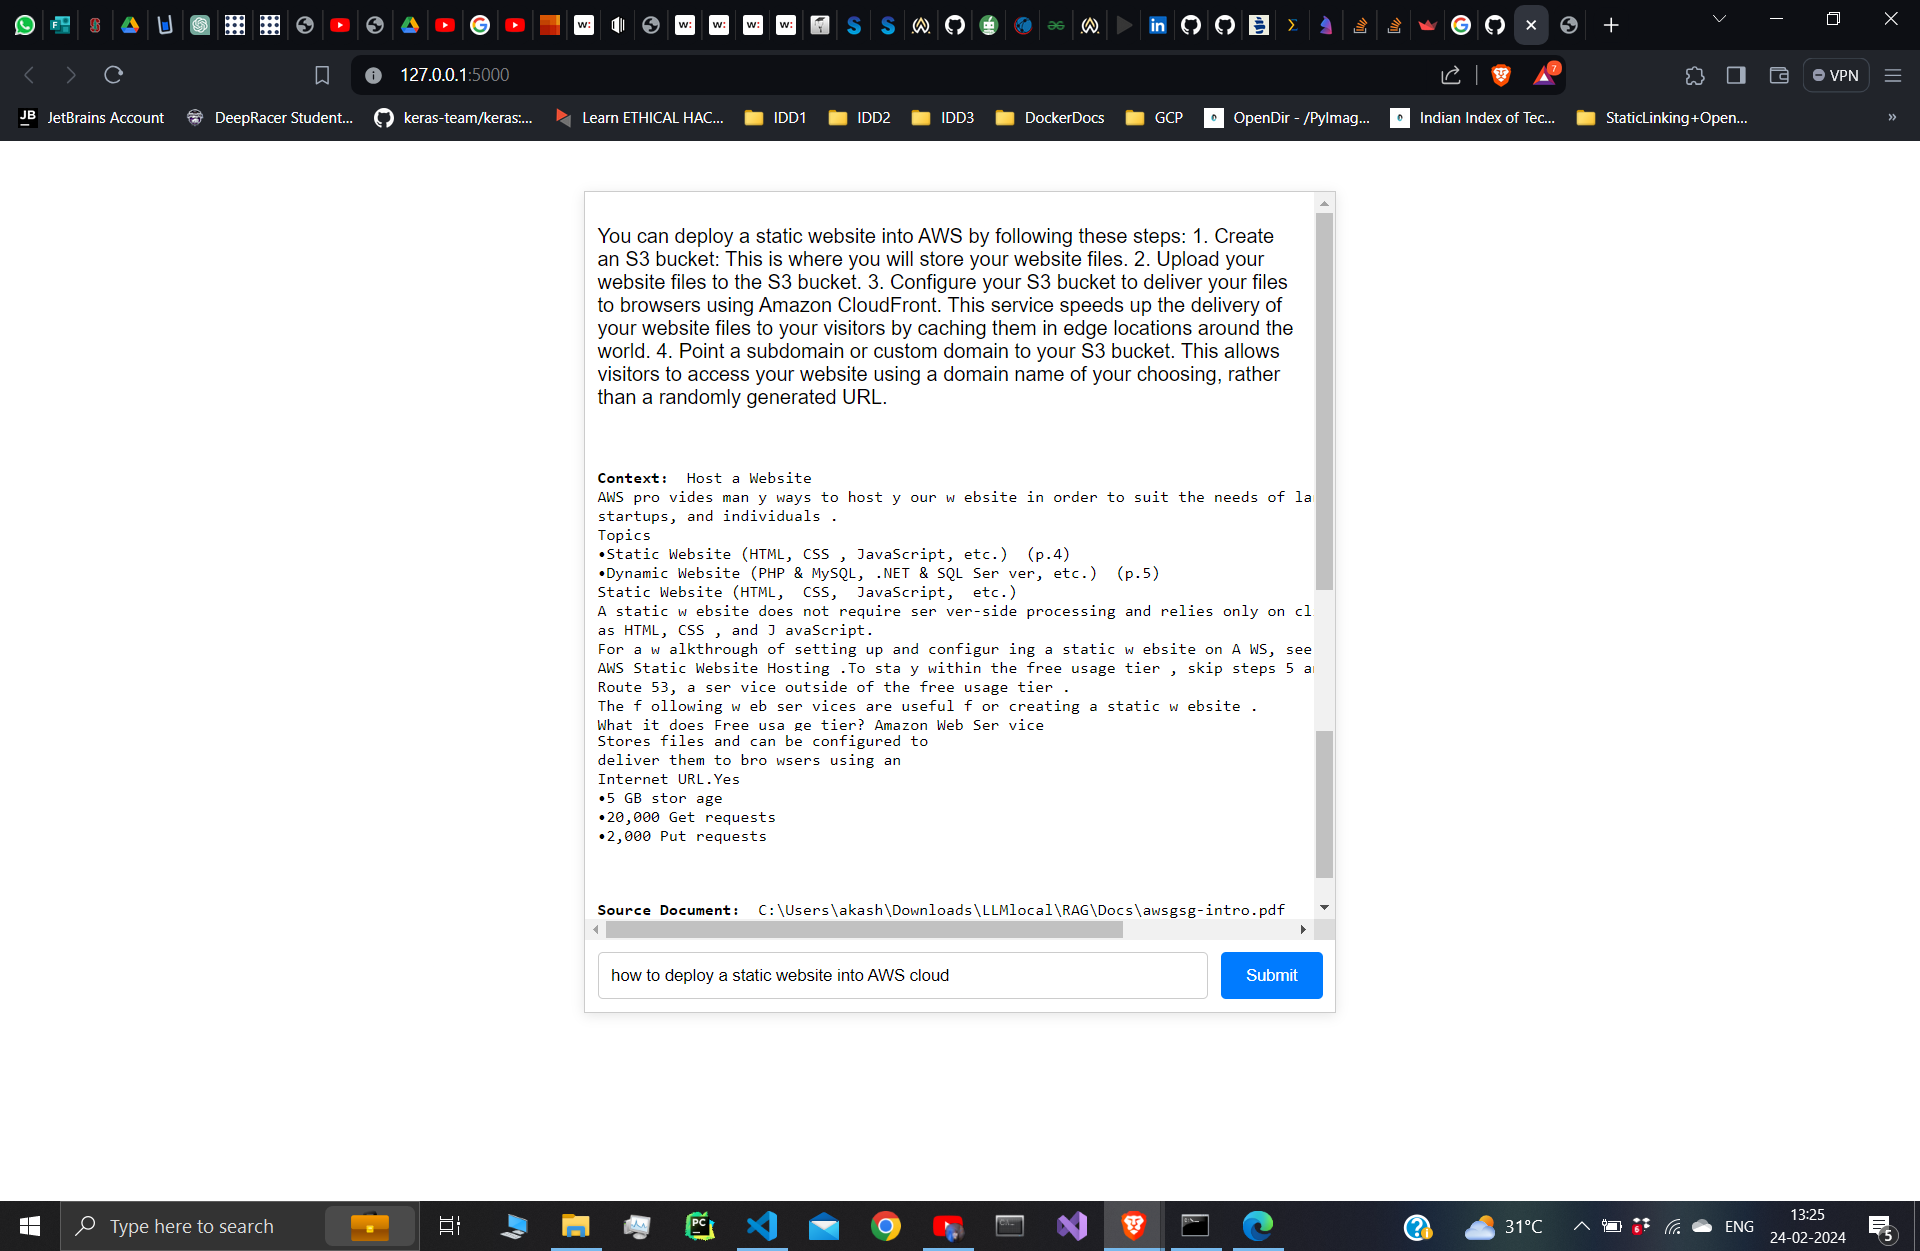 127.0.0.1:5000
7
VPN
JB JetBrains Account
DeepRacer Student...
keras-team/keras:...
Learn ETHICAL HAC...
IDD1
IDD2
IDD3
DockerDocs
GCP
OpenDir - /PyImag...
Indian Index of Tec...
StaticLinking+Open...
»
You can deploy a static website into AWS by following these steps: 1. Create
an S3 bucket: This is where you will store your website files. 2. Upload your
website files to the S3 bucket. 3. Configure your S3 bucket to deliver your files
to browsers using Amazon CloudFront. This service speeds up the delivery of
your website files to your visitors by caching them in edge locations around the
world. 4. Point a subdomain or custom domain to your S3 bucket. This allows
visitors to access your website using a domain name of your choosing, rather
than a randomly generated URL.
Context:  Host a Website
AWS pro vides man y ways to host y our w ebsite in order to suit the needs of la
startups, and individuals .
Topics
•Static Website (HTML, CSS , JavaScript, etc.)  (p.4)
•Dynamic Website (PHP & MySQL, .NET & SQL Ser ver, etc.)  (p.5)
Static Website (HTML,  CSS,  JavaScript,  etc.)
A static w ebsite does not require ser ver-side processing and relies only on cl
as HTML, CSS , and J avaScript.
For a w alkthrough of setting up and configur ing a static w ebsite on A WS, see
AWS Static Website Hosting .To sta y within the free usage tier , skip steps 5 a
Route 53, a ser vice outside of the free usage tier .
The f ollowing w eb ser vices are useful f or creating a static w ebsite .
What it does Free usa ge tier? Amazon Web Ser vice
Stores files and can be configured to
deliver them to bro wsers using an
Internet URL.Yes
•5 GB stor age
•20,000 Get requests
•2,000 Put requests
Source Document:  C:\Users\akash\Downloads\LLMlocal\RAG\Docs\awsgsg-intro.pdf
how to deploy a static website into AWS cloud
Submit
Type here to search
31°C
ENG
13:25
24-02-2024
5